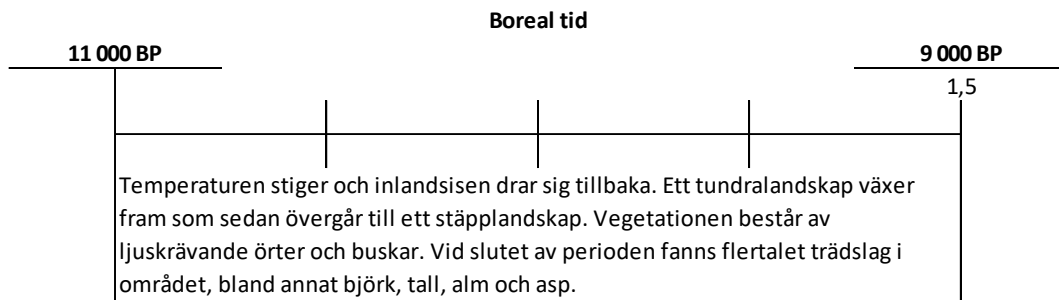 Boreal tid
11 000 BP
9 000 BP
1,5
Temperaturen stiger och inlandsisen drar sig tillbaka. Ett tundralandskap växer
fram som sedan övergår till ett stäpplandskap. Vegetationen består av
ljuskrävande örter och buskar. Vid slutet av perioden fanns flertalet trädslag i
området, bland annat björk, tall, alm och asp.